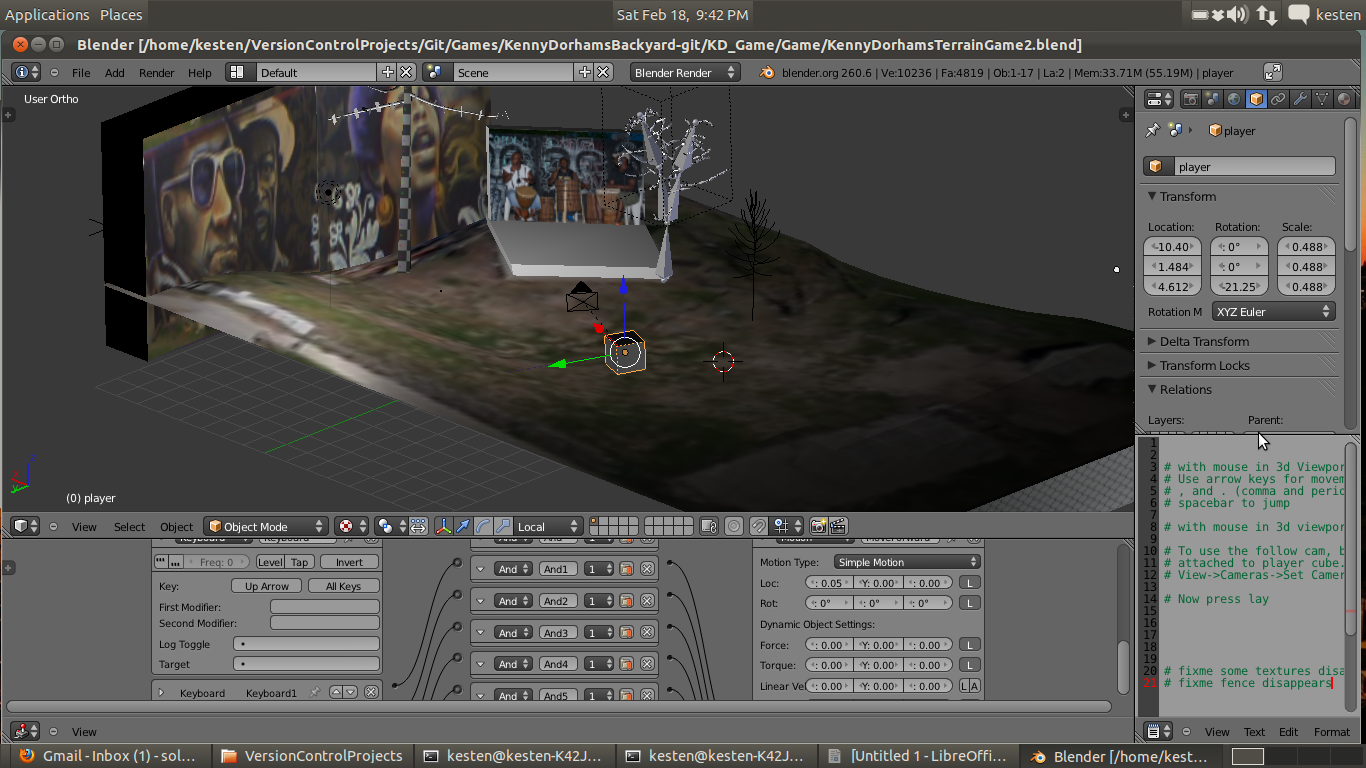 Applications Places Sat Feb 18, 9:42 PM kesten
Blender [/home/kesten/VersionControlProjects/Git/Games/KennyDorhamsBackyard-git/KD_Game/Game/KennyDorhamsTerrainGame2.blend]
File Add Render Help Default Scene Blender Render blender.org 260.6 | Ve:10236 | Fa:4819 | Ob:1-17 | La:2 | Mem:33.71M (55.19M) | player
User Ortho
player
player
Transform
Location: Rotation: Scale:
-10.40 : 0° 0.488
1.484 : 0° 0.488
4.612 -21.25 0.488
Rotation M XYZ Euler
Delta Transform
Transform Locks
Relations
Layers: Parent:
(0) player
View Select Object Object Mode Local
1
2
3 # with mouse in 3d Viewpor
4 # Use arrow keys for movem
5 # , and . (comma and perio
6 # spacebar to jump
7
8 # with mouse in 3d viewpor
9
10 # To use the follow cam, b
11 # attached to player cube.
12 # View->Cameras->Set Camer
13
14 # Now press lay
15
16
17
18
19
20 # fixme some textures disa
21 # fixme fence disappears
Freq: 0 Level Tap Invert
Key: Up Arrow All Keys
First Modifier:
Second Modifier:
Log Toggle
Target
Keyboard Keyboard1
And And1 1
And And2 1
And And3 1
And And4 1
And And5 1
Motion Type: Simple Motion
Loc: : 0.05 Y: 0.00 : 0.00 L
Rot: : 0° : 0° : 0° L
Dynamic Object Settings:
Force: : 0.00 Y: 0.00 : 0.00 L
Torque: : 0.00 Y: 0.00 : 0.00 L
Linear Ve : 0.00 Y: 0.00 : 0.00 L A
View
View Text Edit Format
Gmail - Inbox (1) - sol...
VersionControlProjects
kesten@kesten-K42J...
kesten@kesten-K42J...
[Untitled 1 - LibreOffi...
Blender [/home/kest...